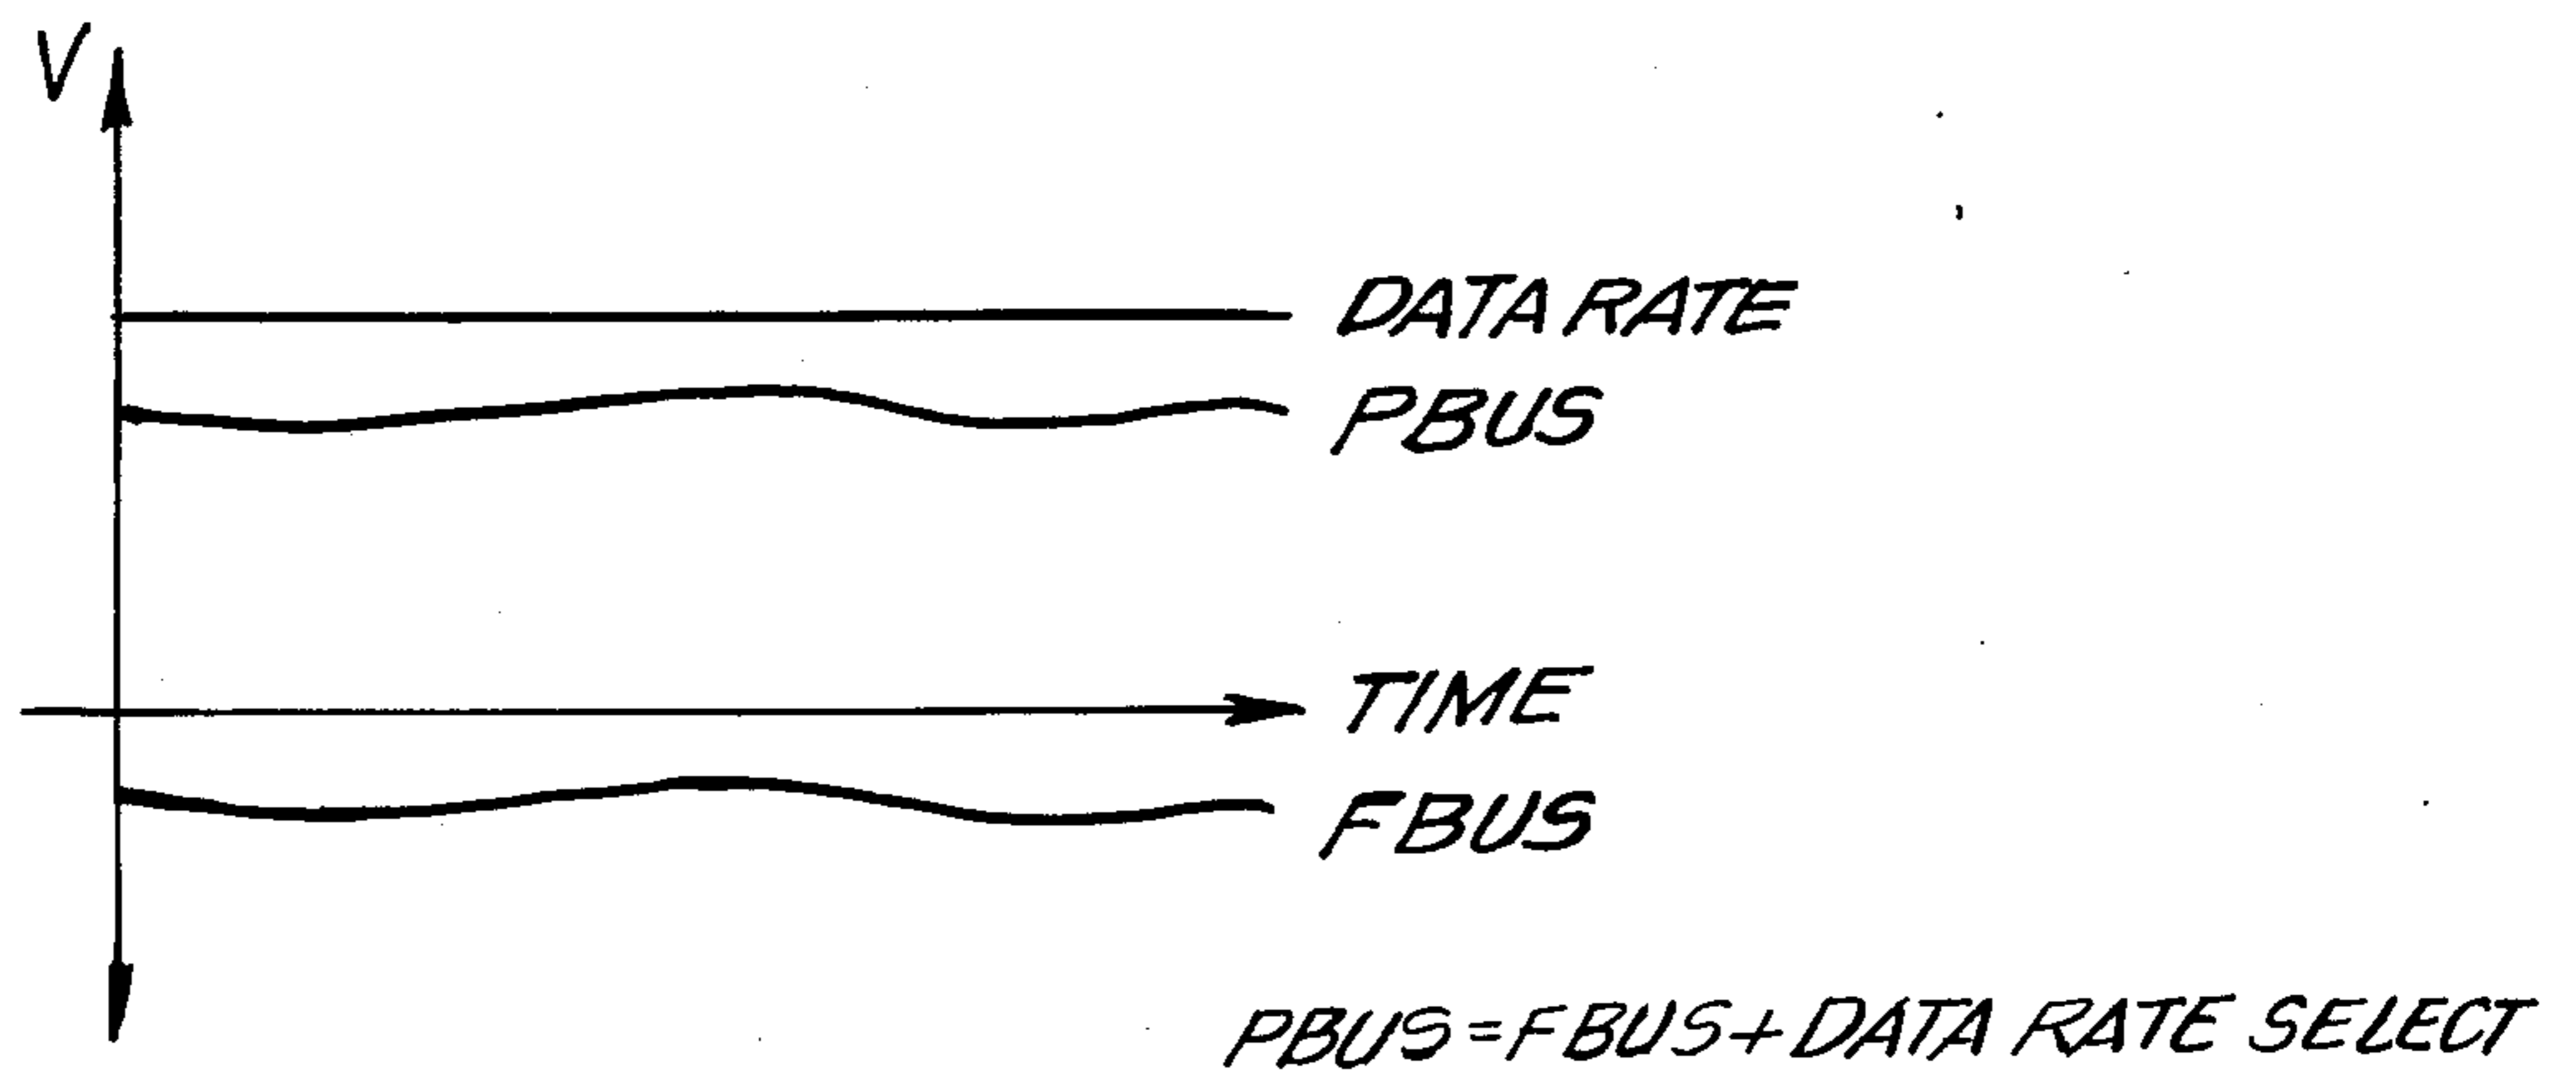 V
DATA RATE
PBUS
TIME
FBUS
PBUS=FBUS+DATA RATE SELECT